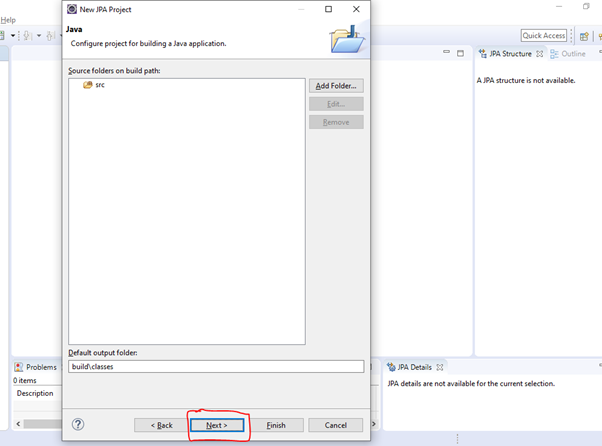 Help
New JPA Project
Java
Configure project for building a Java application.
Source folders on build path:
src
Add Folder...
Edit...
Remove
Default output folder:
build\classes
?
< Back
Next >
Finish
Cancel
Quick Access
JPA Structure
Outline
A JPA structure is not available.
Problems
0 items
Description
JPA Details
JPA details are not available for the current selection.